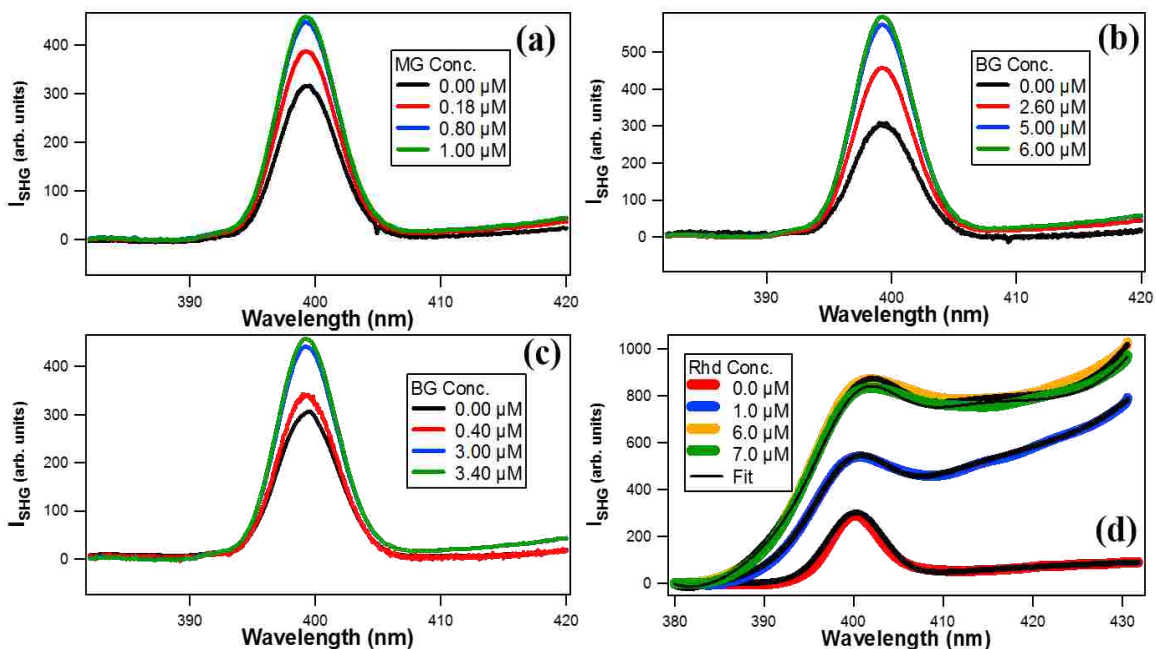 (a)
I_SHG (arb. units)
400
300
200
100
0
MG Conc.
0.00 µM
0.18 µM
0.80 µM
1.00 µM
390
400
410
420
Wavelength (nm)
(b)
I_SHG (arb. units)
500
400
300
200
100
0
BG Conc.
0.00 µM
2.60 µM
5.00 µM
6.00 µM
390
400
410
420
Wavelength (nm)
(c)
I_SHG (arb. units)
400
300
200
100
0
BG Conc.
0.00 µM
0.40 µM
3.00 µM
3.40 µM
390
400
410
420
Wavelength (nm)
(d)
I_SHG (arb. units)
1000
800
600
400
200
0
Rhd Conc.
0.0 µM
1.0 µM
6.0 µM
7.0 µM
Fit
380
390
400
410
420
430
Wavelength (nm)